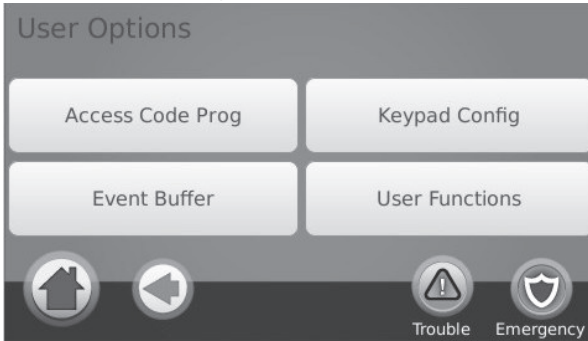 User Options
Access Code Prog
Keypad Config
Event Buffer
User Functions
Trouble
Emergency